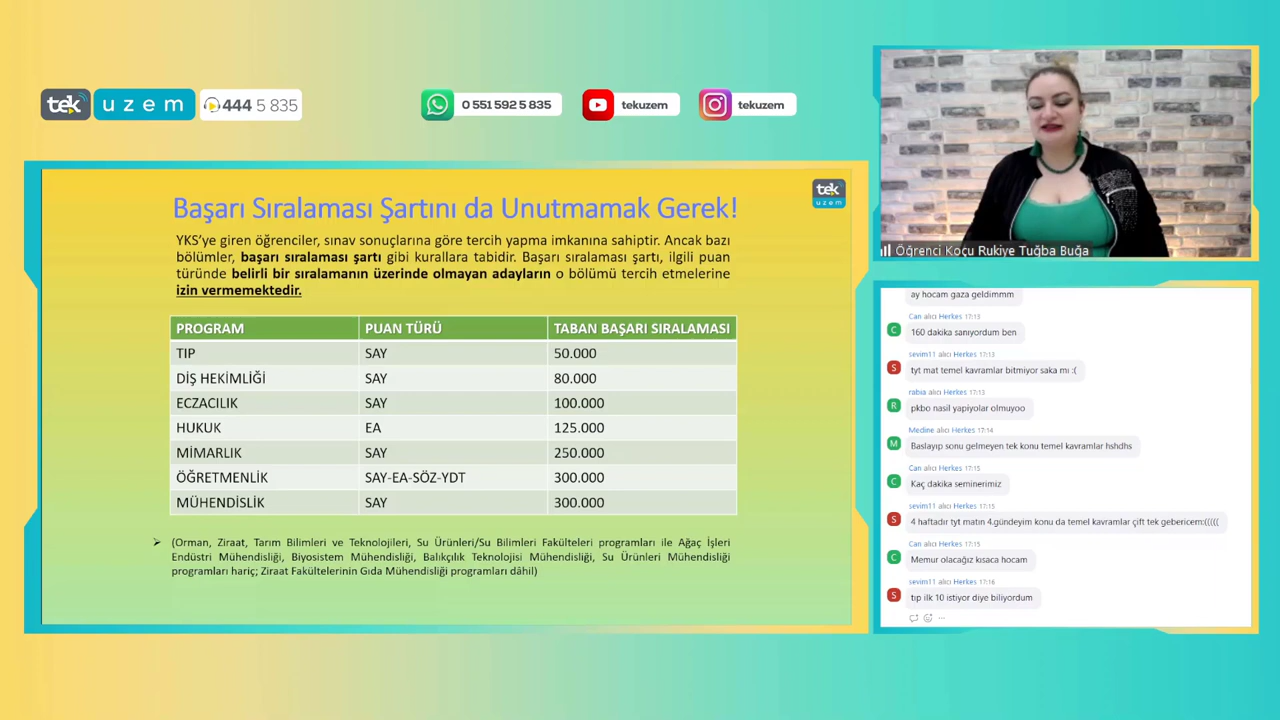 tek uzem 444 5 835
0 551 592 5 835
tekuzem
tekuzem
tek
uzem
Başarı Sıralaması Şartını da Unutmamak Gerek!
YKS’ye giren öğrenciler, sınav sonuçlarına göre tercih yapma imkanına sahiptir. Ancak bazı
bölümler, başarı sıralaması şartı gibi kurallara tabidir. Başarı sıralaması şartı, ilgili puan
türünde belirli bir sıralamanın üzerinde olmayan adayların o bölümü tercih etmelerine
izin vermemektedir.
PROGRAM PUAN TÜRÜ TABAN BAŞARI SIRALAMASI
TIP SAY 50.000
DİŞ HEKİMLİĞİ SAY 80.000
ECZACILIK SAY 100.000
HUKUK EA 125.000
MİMARLIK SAY 250.000
ÖĞRETMENLİK SAY-EA-SÖZ-YDT 300.000
MÜHENDİSLİK SAY 300.000
➢ (Orman, Ziraat, Tarım Bilimleri ve Teknolojileri, Su Ürünleri/Su Bilimleri Fakülteleri programları ile Ağaç İşleri
Endüstri Mühendisliği, Biyosistem Mühendisliği, Balıkçılık Teknolojisi Mühendisliği, Su Ürünleri Mühendisliği
programları hariç; Ziraat Fakültelerinin Gıda Mühendisliği programları dâhil)
Öğrenci Koçu Rukiye Tuğba Buğa
ay hocam gaza geldimmm
Can alıcı Herkes 17:13
C 160 dakika sanıyordum ben
sevim11 alıcı Herkes 17:13
S tyt mat temel kavramlar bitmiyor saka mı :(
rabia alıcı Herkes 17:13
R pkbo nasil yapiyolar olmuyoo
Medine alıcı Herkes 17:14
M Baslayıp sonu gelmeyen tek konu temel kavramlar hshdhs
Can alıcı Herkes 17:15
C Kaç dakika seminerimiz
sevim11 alıcı Herkes 17:15
S 4 haftadır tyt matın 4.gündeyim konu da temel kavramlar çift tek gebericem:(((((
Can alıcı Herkes 17:15
C Memur olacağız kısaca hocam
sevim11 alıcı Herkes 17:16
S tıp ilk 10 istiyor diye biliyordum